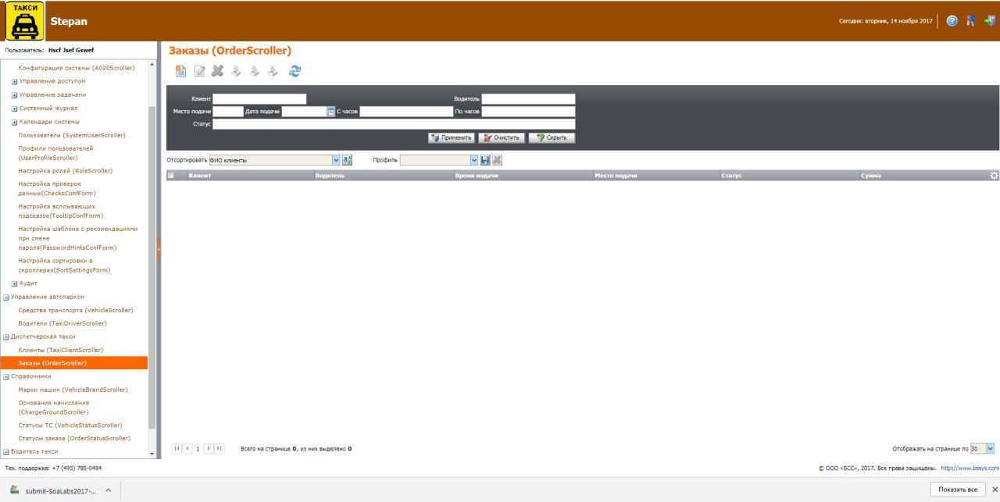 ТАКСИ
Stepan
Сегодня: вторник, 14 ноября 2017
Пользователь: Hscf Jsef Gswef
Конфигурация системы (A020Scroller)
Управление доступом
Управление задачами
Системный журнал
Календари системы
Пользователи (SystemUserScroller)
Профили пользователей
(UserProfileScroller)
Настройка ролей (RoleScroller)
Настройка проверок
данных(ChecksConfForm)
Настройка всплывающих
подсказок(TooltipConfForm)
Настройка шаблона с рекомендациями
при смене
пароля(PasswordHintsConfForm)
Настройка сортировки в
скроллерах(SortSettingsForm)
Аудит
Управление автопарком
Средства транспорта (VehicleScroller)
Водители (TaxiDriverScroller)
Диспетчерская такси
Клиенты (TaxiClientScroller)
Заказы (OrderScroller)
Справочники
Марки машин (VehicleBrandScroller)
Основания начисления
(ChargeGroundScroller)
Статусы ТС (VehicleStatusScroller)
Статусы заказа (OrderStatusScroller)
Водитель такси
Заказы (OrderScroller)
Клиент Водитель
Место подачи Дата подачи С часов По часов
Статус
Применить Очистить Скрыть
Отсортировать ФИО клиенты Профиль
Клиент Водитель Время подачи Место подачи Статус Сумма
1 Всего на странице 0, из них выделено 0 Отображать на странице по 30
Тех. поддержка: +7 (495) 785-0494 © ООО «БСС», 2017. Все права защищены. http://www.bssys.com
submit-SoaLabs2017-... Показать все